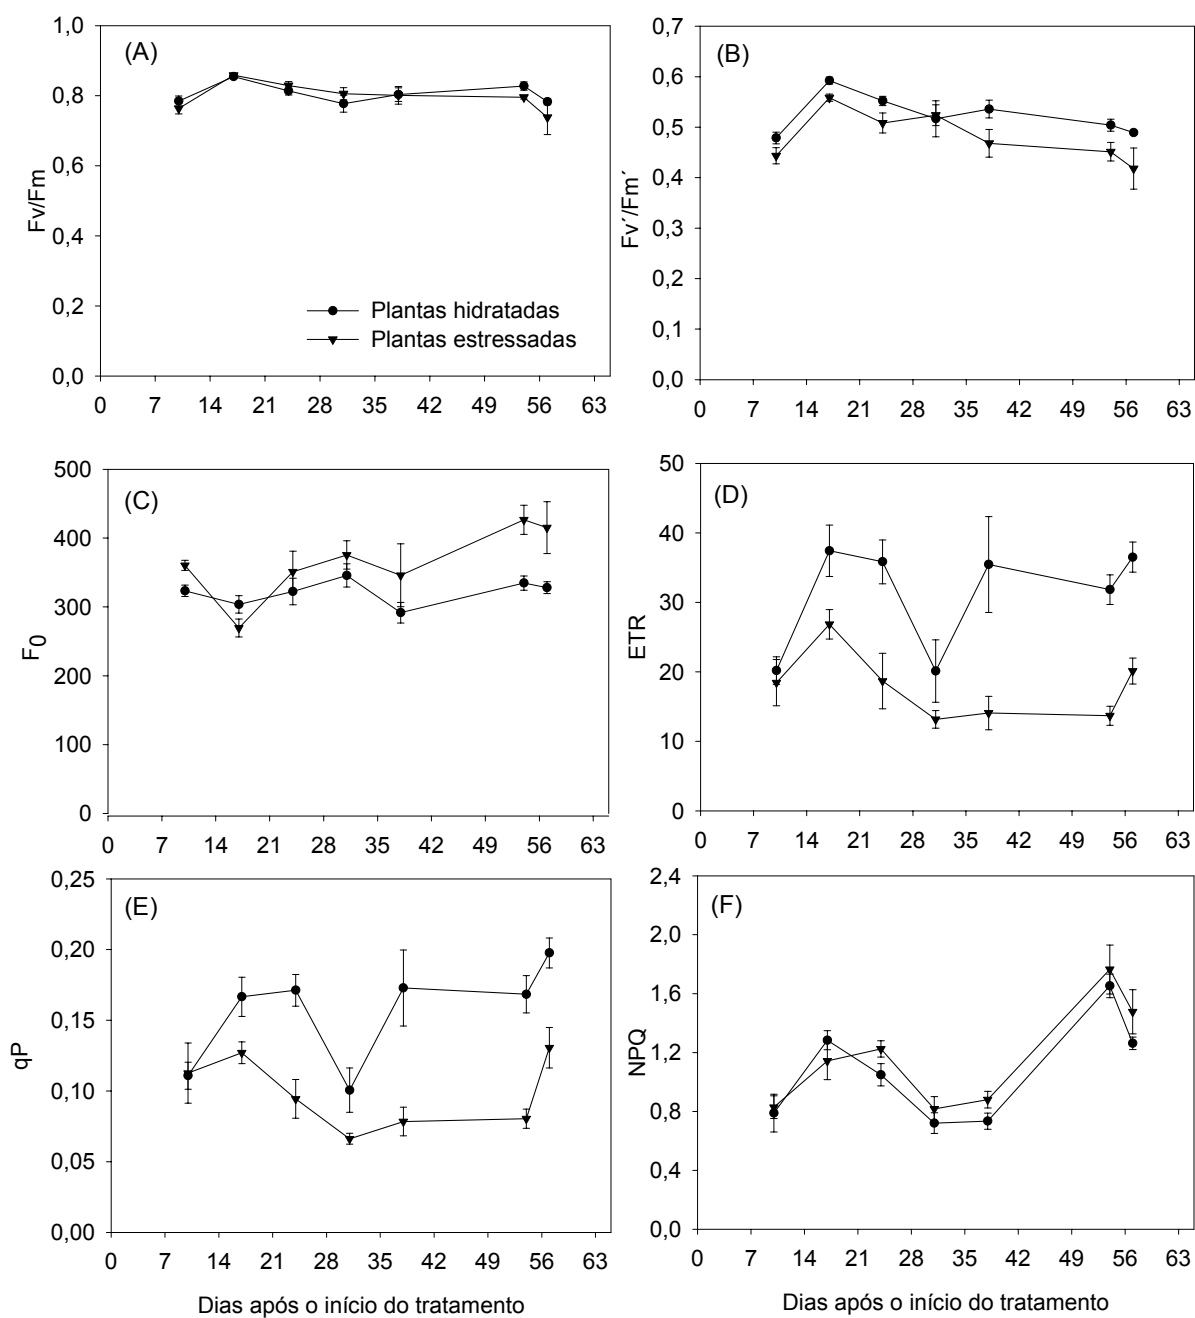 (A)
Fv/Fm
1,0
0,8
0,6
0,4
0,2
0,0
Plantas hidratadas
Plantas estressadas
0 7 14 21 28 35 42 49 56 63
(B)
Fv´/Fm´
0,7
0,6
0,5
0,4
0,3
0,2
0,1
0,0
0 7 14 21 28 35 42 49 56 63
(C)
F0
500
400
300
200
100
0
0 7 14 21 28 35 42 49 56 63
(D)
ETR
50
40
30
20
10
0
0 7 14 21 28 35 42 49 56 63
(E)
qP
0,25
0,20
0,15
0,10
0,05
0,00
0 7 14 21 28 35 42 49 56 63
Dias após o início do tratamento
(F)
NPQ
2,4
2,0
1,6
1,2
0,8
0,4
0,0
0 7 14 21 28 35 42 49 56 63
Dias após o início do tratamento